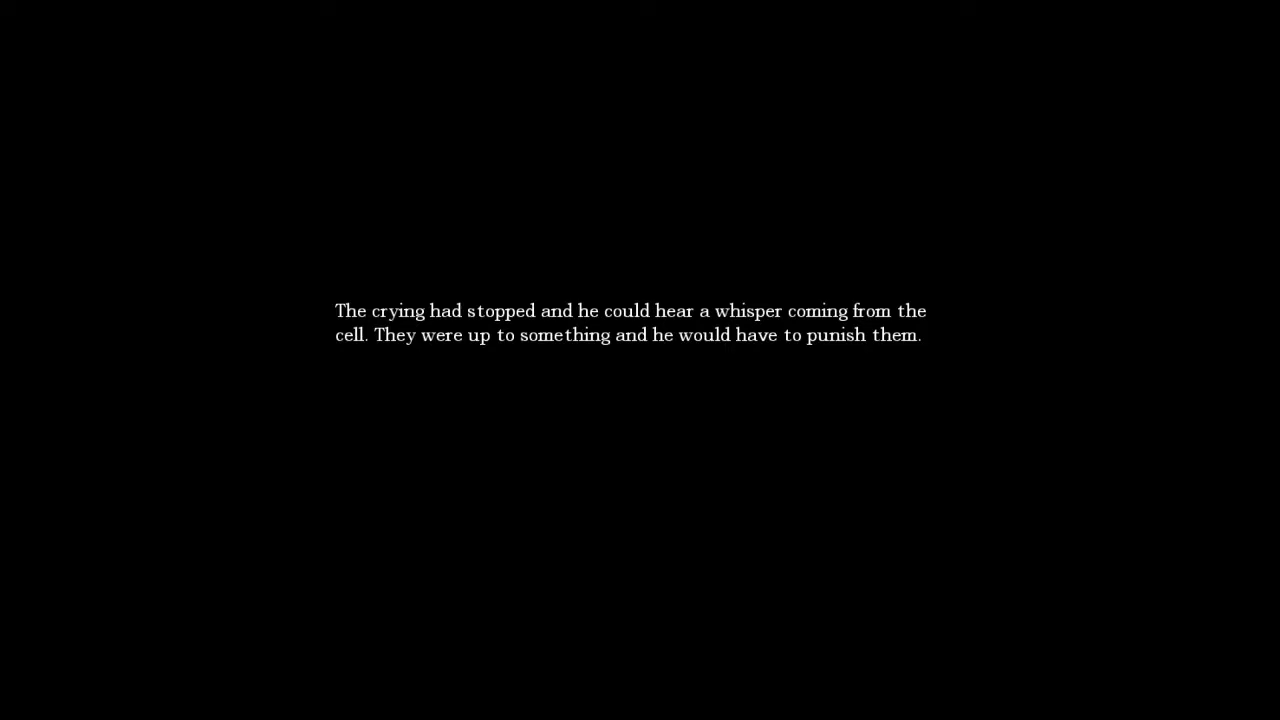 The crying had stopped and he could hear a whisper coming from the
cell. They were up to something and he would have to punish them.